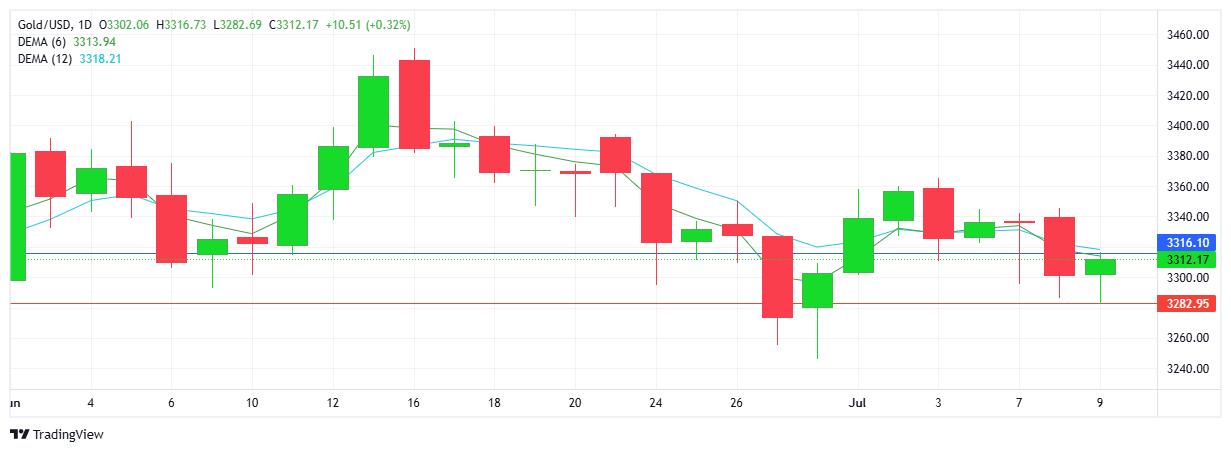 Gold/USD, 1D O3302.06 H3316.73 L3282.69 C3312.17 +10.51 (+0.32%)
DEMA (6) 3313.94
DEMA (12) 3318.21
3460.00
3440.00
3420.00
3400.00
3380.00
3360.00
3340.00
3316.10
3312.17
3300.00
3282.95
3260.00
3240.00
un 4 6 10 12 16 18 20 24 26 Jul 3 7 9
TradingView